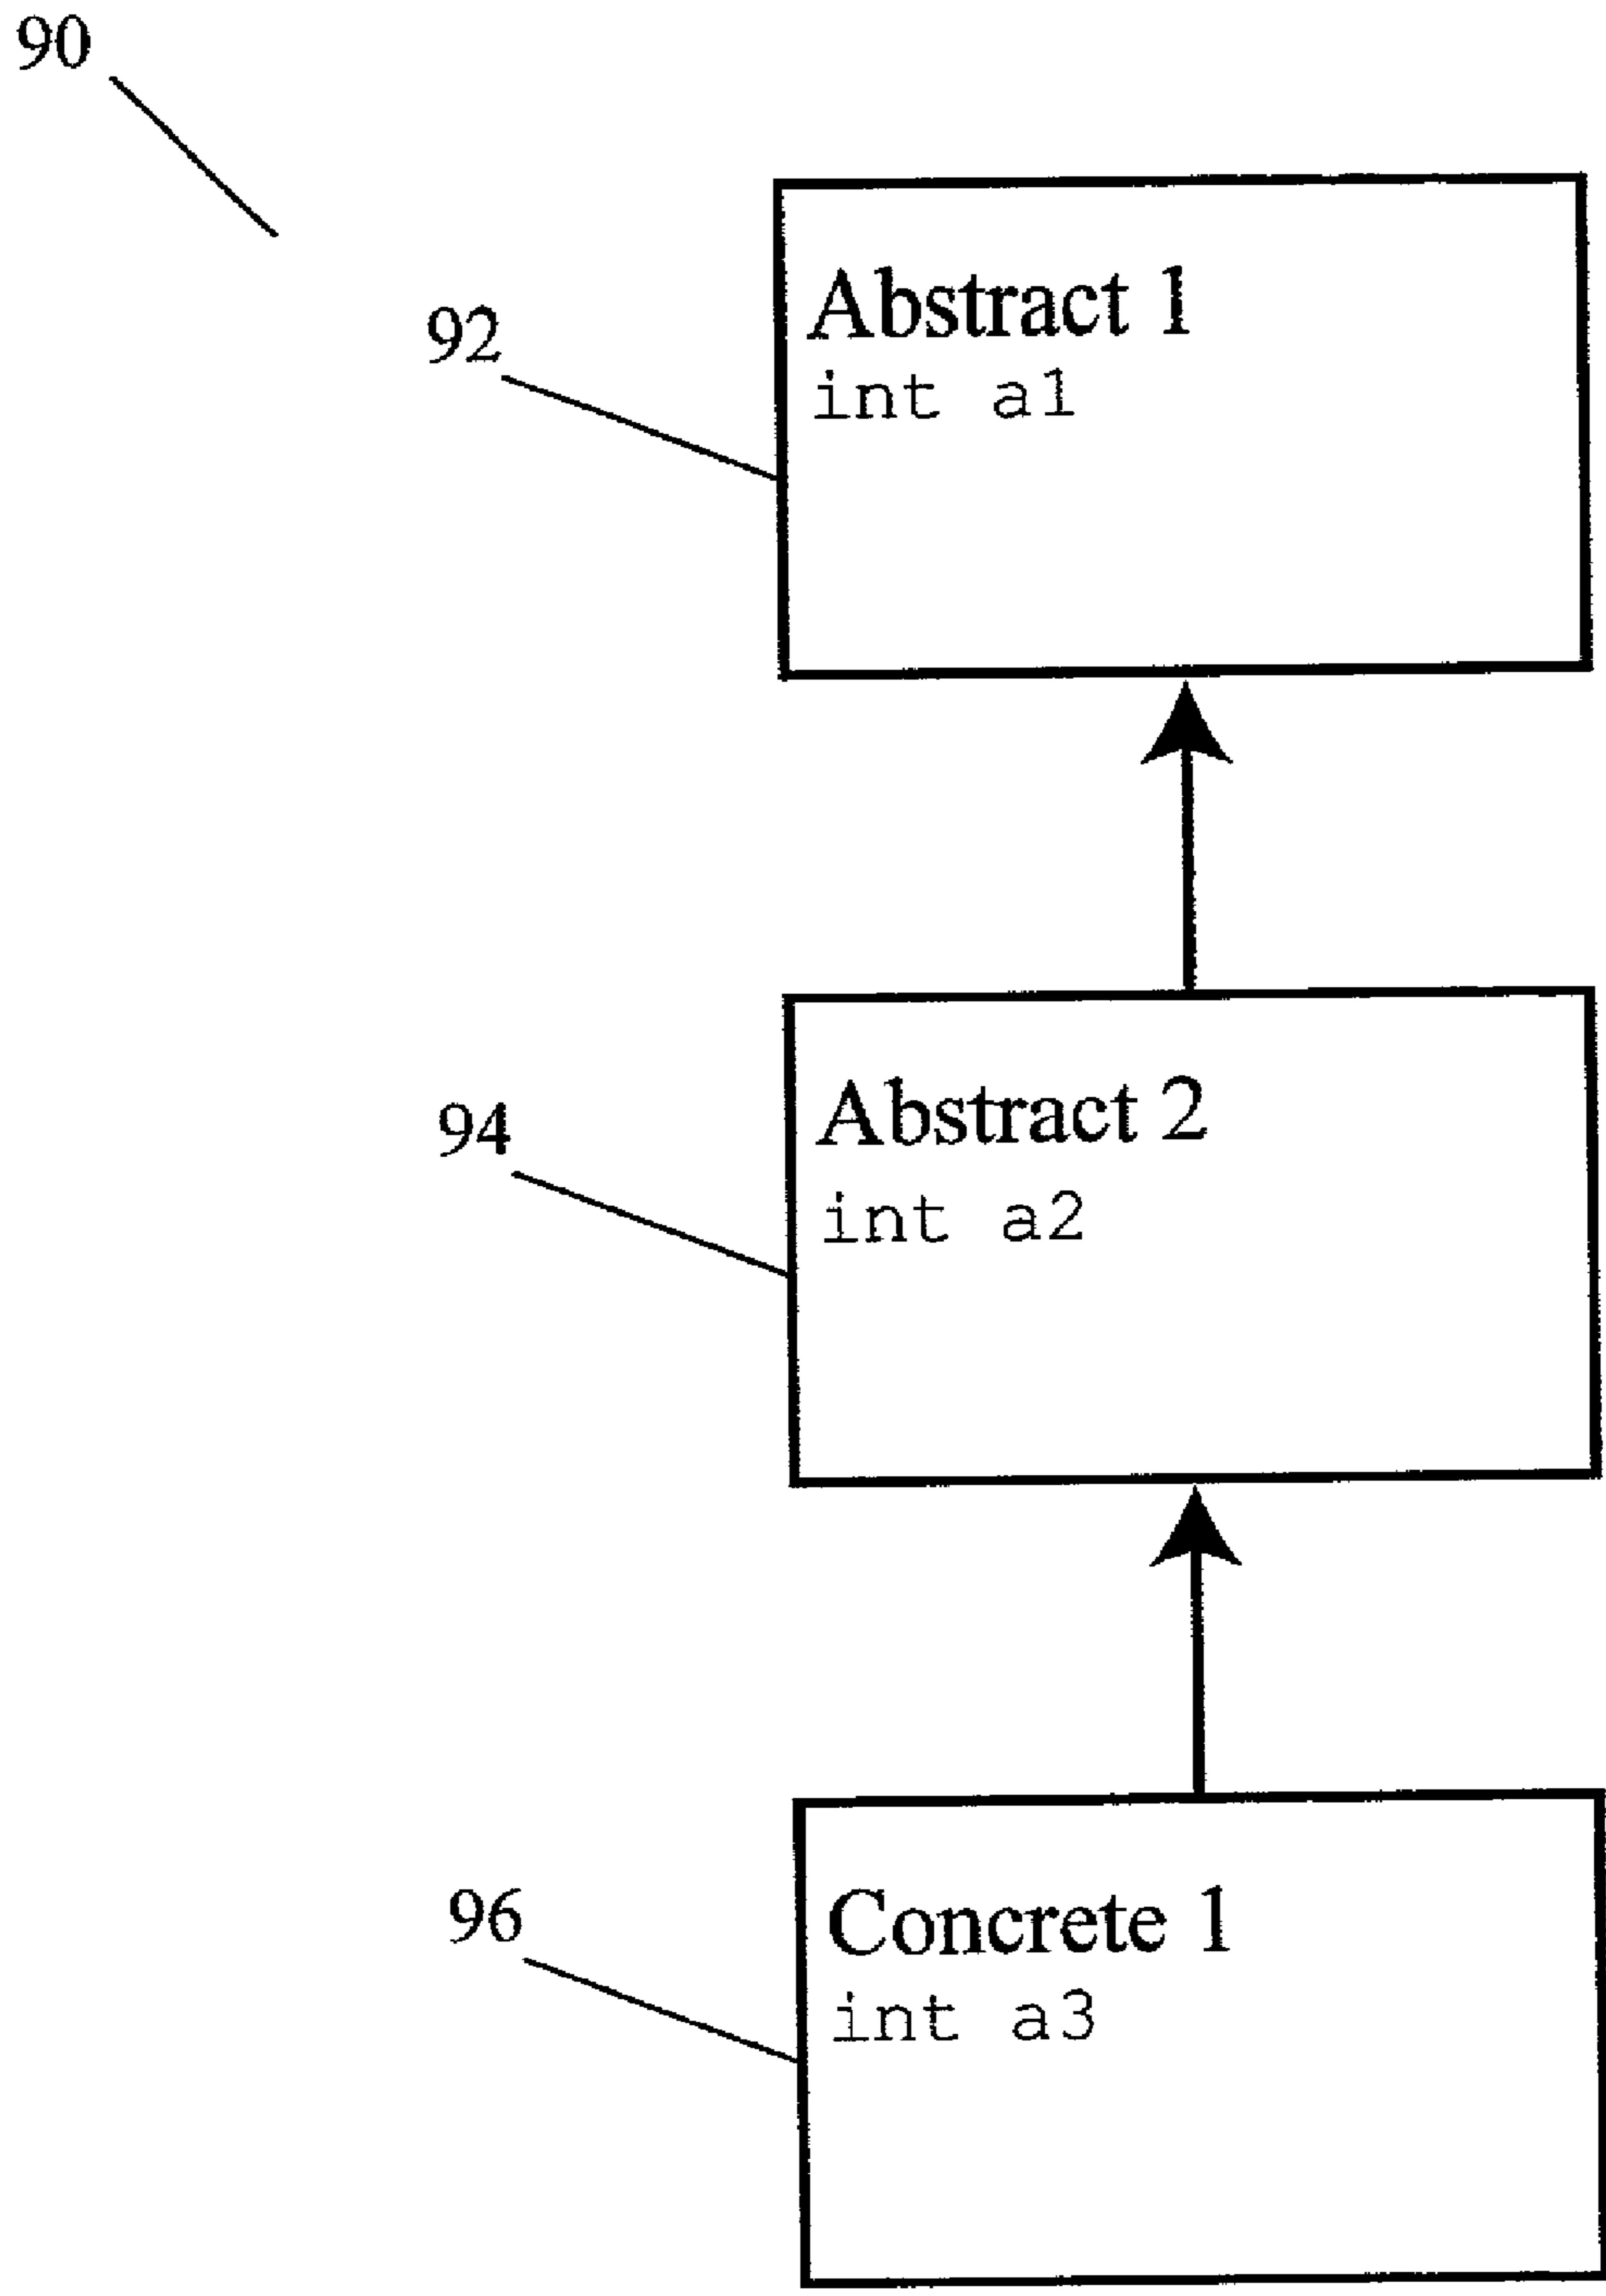 90
92
Abstract 1
int a1
94
Abstract 2
int a2
96
Concrete 1
int a3